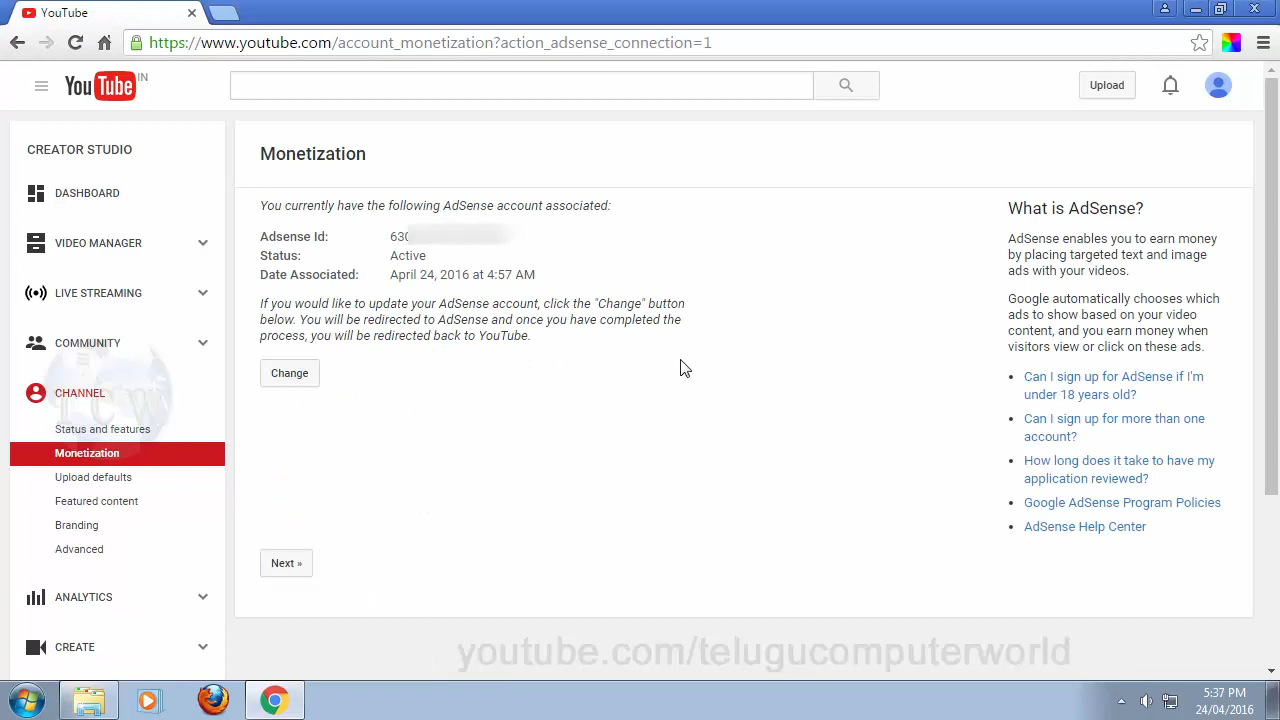 YouTube
https://www.youtube.com/account_monetization?action_adsense_connection=1
YouTube IN
Upload
CREATOR STUDIO
DASHBOARD
VIDEO MANAGER
LIVE STREAMING
COMMUNITY
CHANNEL
Status and features
Monetization
Upload defaults
Featured content
Branding
Advanced
ANALYTICS
CREATE
Monetization
You currently have the following AdSense account associated:
Adsense Id: 630
Status: Active
Date Associated: April 24, 2016 at 4:57 AM
If you would like to update your AdSense account, click the "Change" button
below. You will be redirected to AdSense and once you have completed the
process, you will be redirected back to YouTube.
Change
Next »
What is AdSense?
AdSense enables you to earn money
by placing targeted text and image
ads with your videos.
Google automatically chooses which
ads to show based on your video
content, and you earn money when
visitors view or click on these ads.
• Can I sign up for AdSense if I'm
under 18 years old?
• Can I sign up for more than one
account?
• How long does it take to have my
application reviewed?
• Google AdSense Program Policies
• AdSense Help Center
youtube.com/telugucomputerworld
5:37 PM
24/04/2016